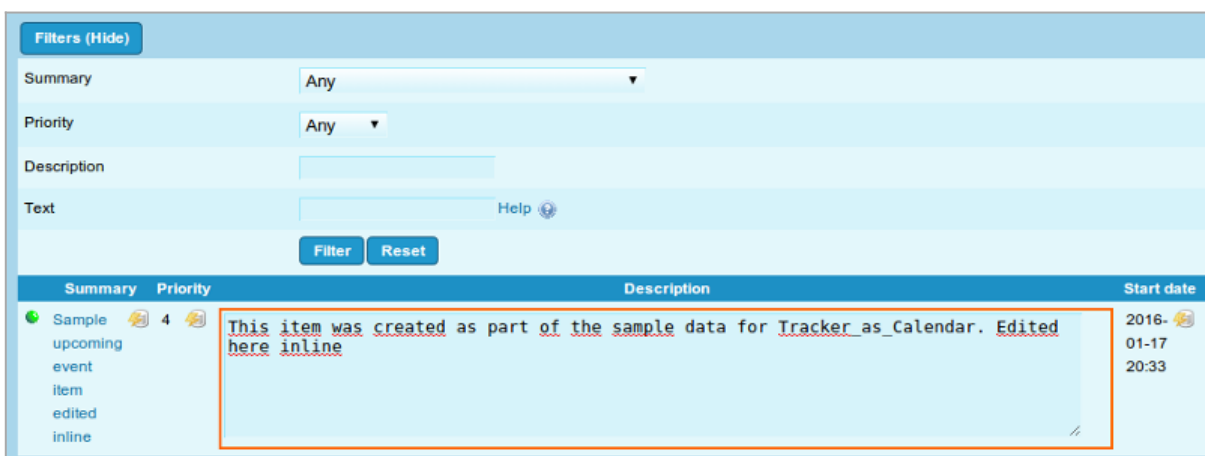 Filters (Hide)
Summary Any
Priority Any
Description
Text Help
Filter Reset
Summary Priority Description Start date
Sample 4 This item was created as part of the sample data for Tracker_as_Calendar. Edited 2016-
upcoming here inline 01-17
event 20:33
item
edited
inline